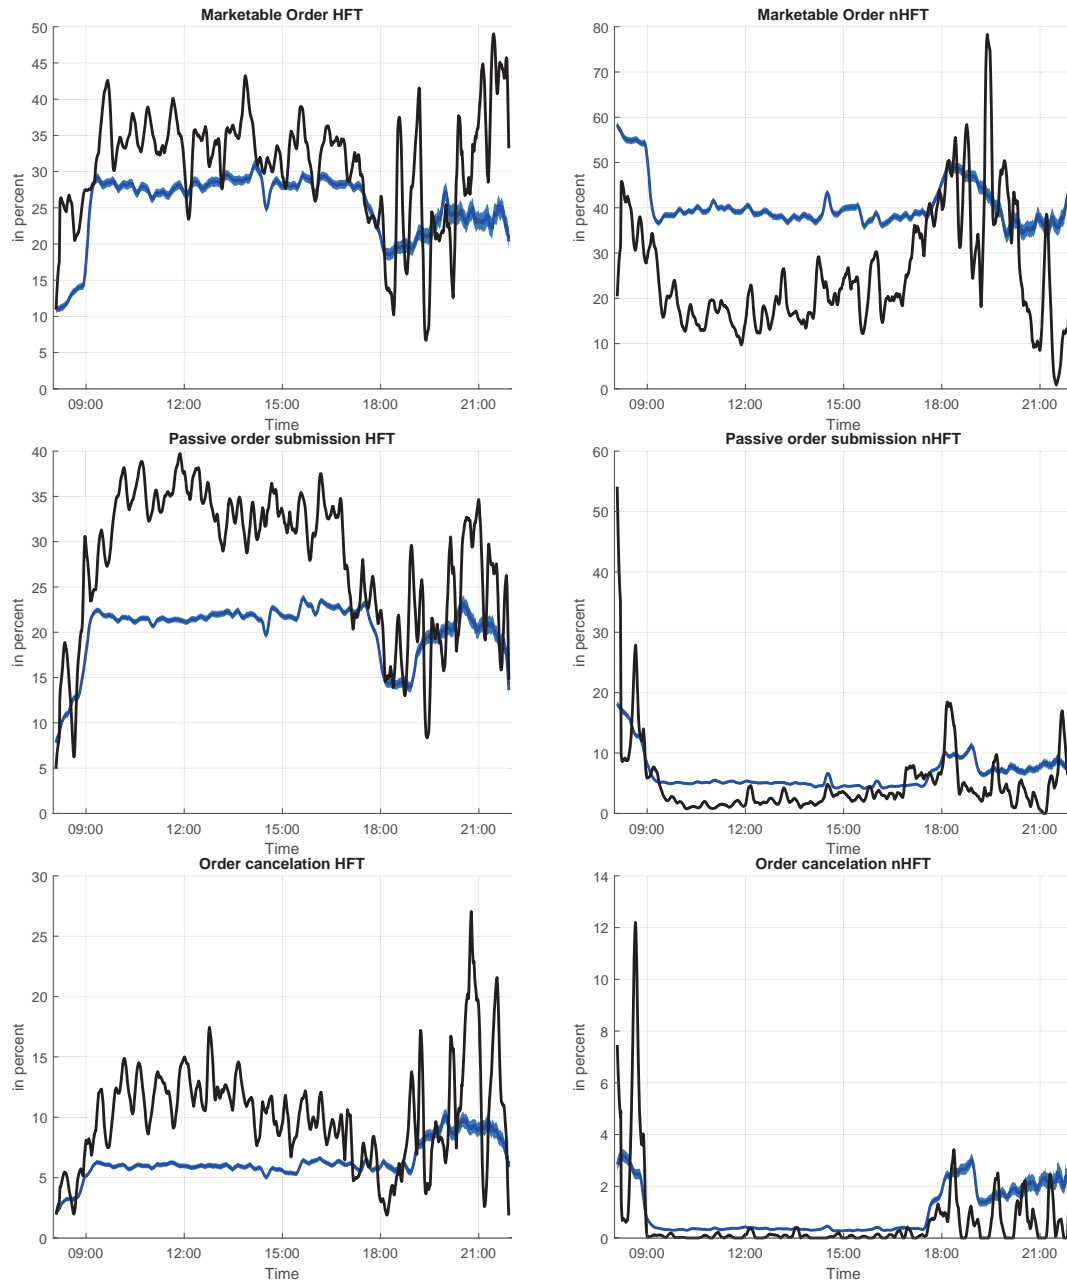 Marketable Order HFT
50
45
40
35
30
25
20
15
10
5
0
in percent
09:00 12:00 15:00 18:00 21:00
Time
Marketable Order nHFT
80
70
60
50
40
30
20
10
0
in percent
09:00 12:00 15:00 18:00 21:00
Time
Passive order submission HFT
40
35
30
25
20
15
10
5
0
in percent
09:00 12:00 15:00 18:00 21:00
Time
Passive order submission nHFT
60
50
40
30
20
10
0
in percent
09:00 12:00 15:00 18:00 21:00
Time
Order cancelation HFT
30
25
20
15
10
5
0
in percent
09:00 12:00 15:00 18:00 21:00
Time
Order cancelation nHFT
14
12
10
8
6
4
2
0
in percent
09:00 12:00 15:00 18:00 21:00
Time